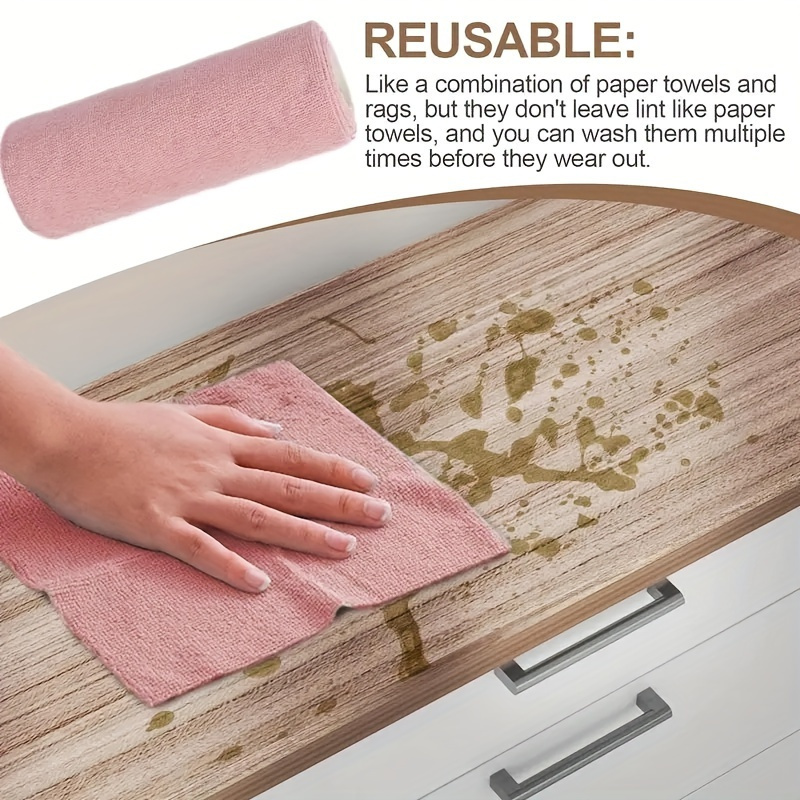 REUSABLE:
Like a combination of paper towels and
rags, but they don't leave lint like paper
towels, and you can wash them multiple
times before they wear out.